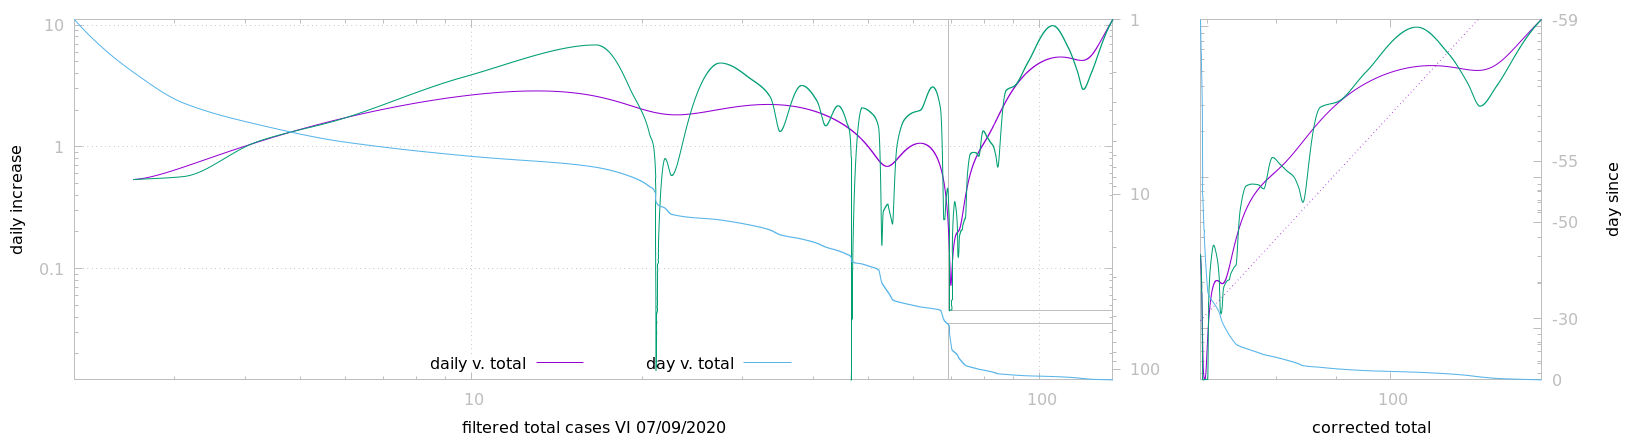 10
1
0.1
daily increase
daily v. total
day v. total
10
100
filtered total cases VI 07/09/2020
1
10
100
100
corrected total
-59
-55
-50
-30
0
day since